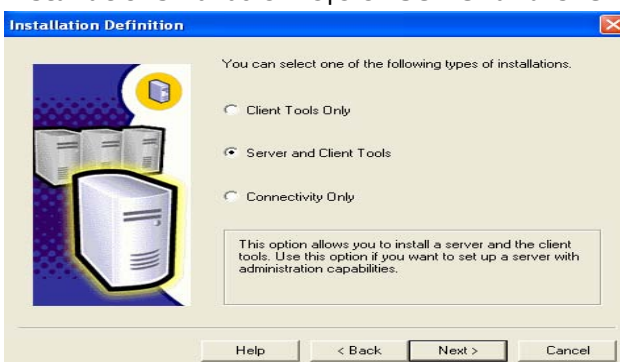 Installation Definition
You can select one of the following types of installations.
Client Tools Only
Server and Client Tools
Connectivity Only
This option allows you to install a server and the client
tools. Use this option if you want to set up a server with
administration capabilities.
Help
< Back
Next >
Cancel